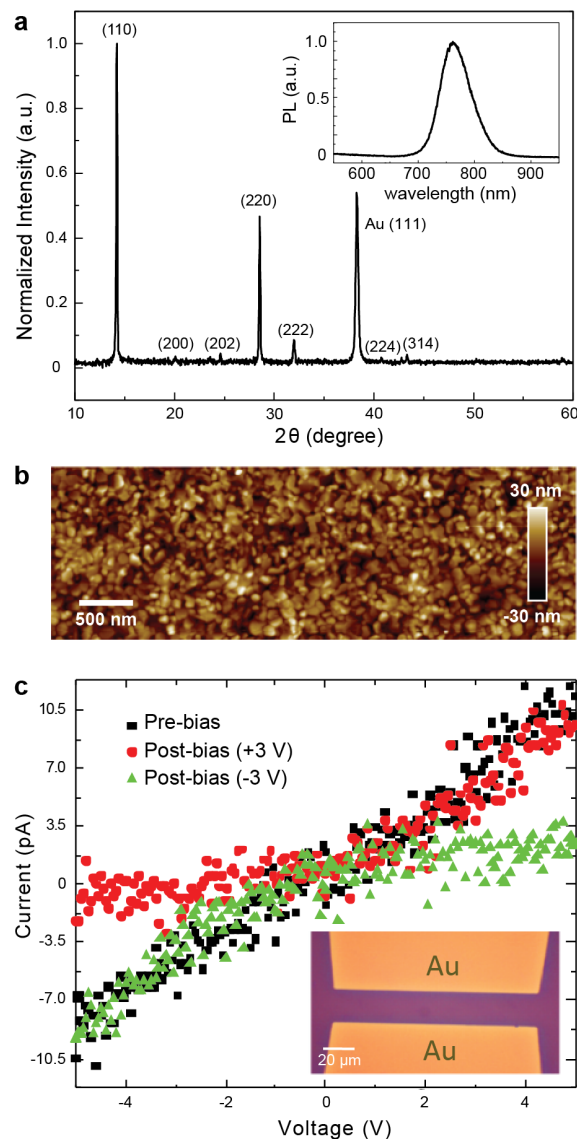 a
(110)
(220)
Au (111)
(200)
(202)
(222)
(224)
(314)
Normalized Intensity (a.u.)
1.0
0.8
0.6
0.4
0.2
0
10
20
30
40
50
60
2θ (degree)
PL (a.u.)
1.0
0.5
0
600
700
800
900
wavelength (nm)
b
30 nm
-30 nm
500 nm
c
Pre-bias
Post-bias (+3 V)
Post-bias (-3 V)
Current (pA)
10.5
7.0
3.5
0
-3.5
-7.0
-10.5
Au
20 µm
Au
-4
-2
0
2
4
Voltage (V)